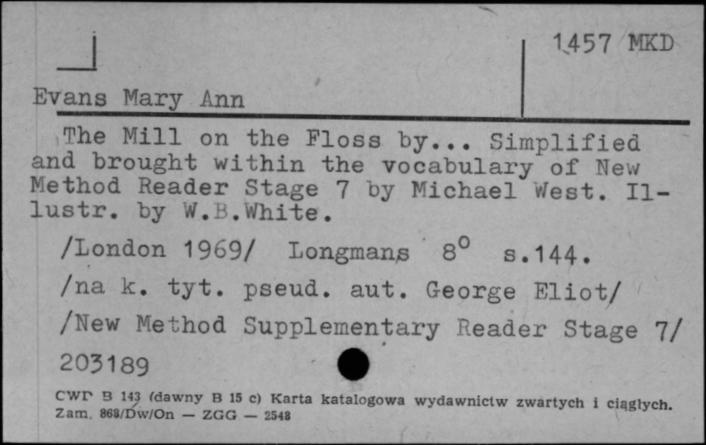 1457 MKD
Evans Mary Ann
The Mill on the Floss by... Simplified
and brought within the vocabulary of New
Method Reader Stage 7 by Michael West. Il-
lustr. by W.B.White.
/London 1969/ Longmans 8° s.144.
/na k. tyt. pseud. aut. George Eliot/
/New Method Supplementary Reader Stage 7/
203189
CWD B 143 (dawny B 15 c) Karta katalogowa wydawnictw zwartych i ciągłych.
Zam. 868/Dw/On — ZGG — 2548